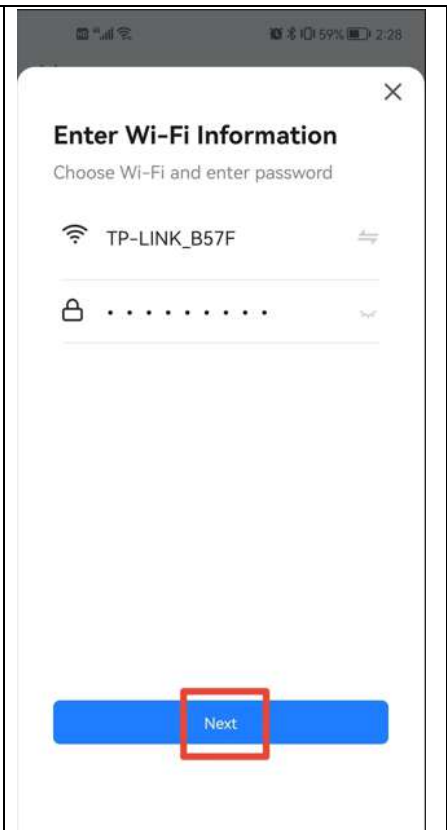 59% 2:28
Enter Wi-Fi Information
Choose Wi-Fi and enter password
TP-LINK_B57F
• • • • • • • • •
Next